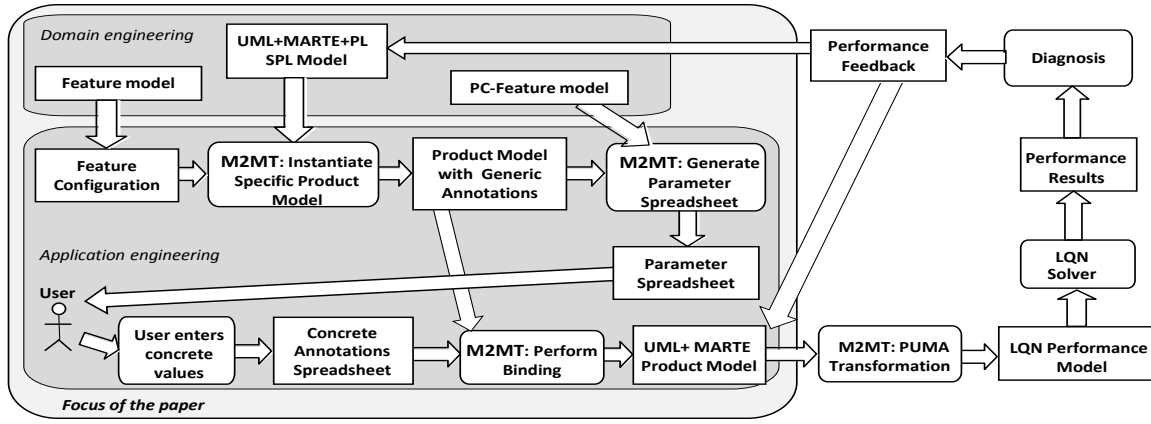 Domain engineering
UML+MARTE+PL
SPL Model
Performance
Feedback
Diagnosis
Feature model
PC-Feature model
Feature
Configuration
M2MT: Instantiate
Specific Product
Model
Product Model
with Generic
Annotations
M2MT: Generate
Parameter
Spreadsheet
Performance
Results
Application engineering
Parameter
Spreadsheet
LQN
Solver
User
User enters
concrete
values
Concrete
Annotations
Spreadsheet
M2MT: Perform
Binding
UML+ MARTE
Product Model
M2MT: PUMA
Transformation
LQN Performance
Model
Focus of the paper